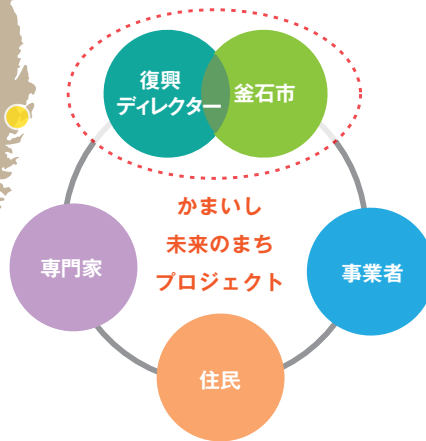 復興
ディレクター
釜石市
かまいし
未来のまち
プロジェクト
専門家
事業者
住民